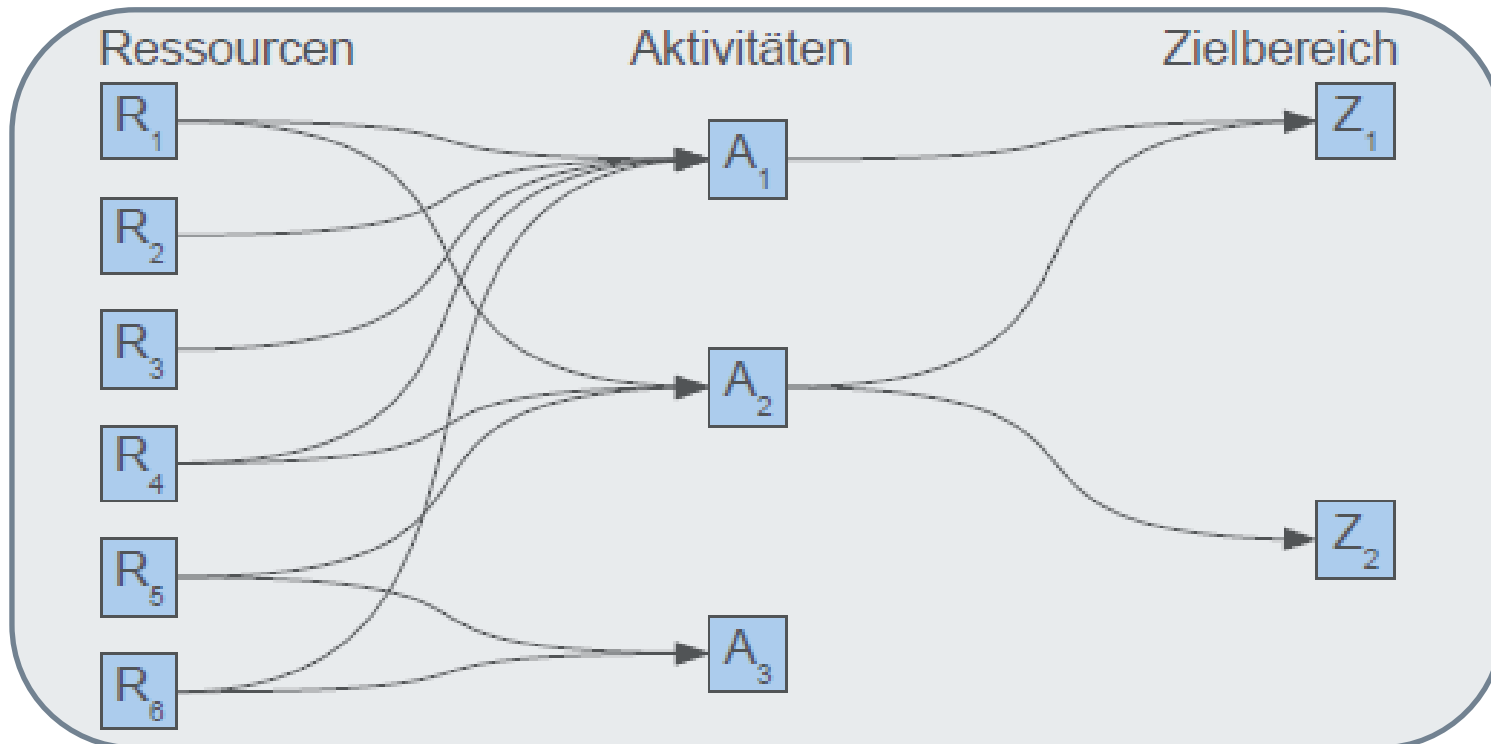 Ressourcen Aktivitäten Zielbereich
R1
A1
Z1
R2
R3
A2
R4
Z2
R5
A3
R6